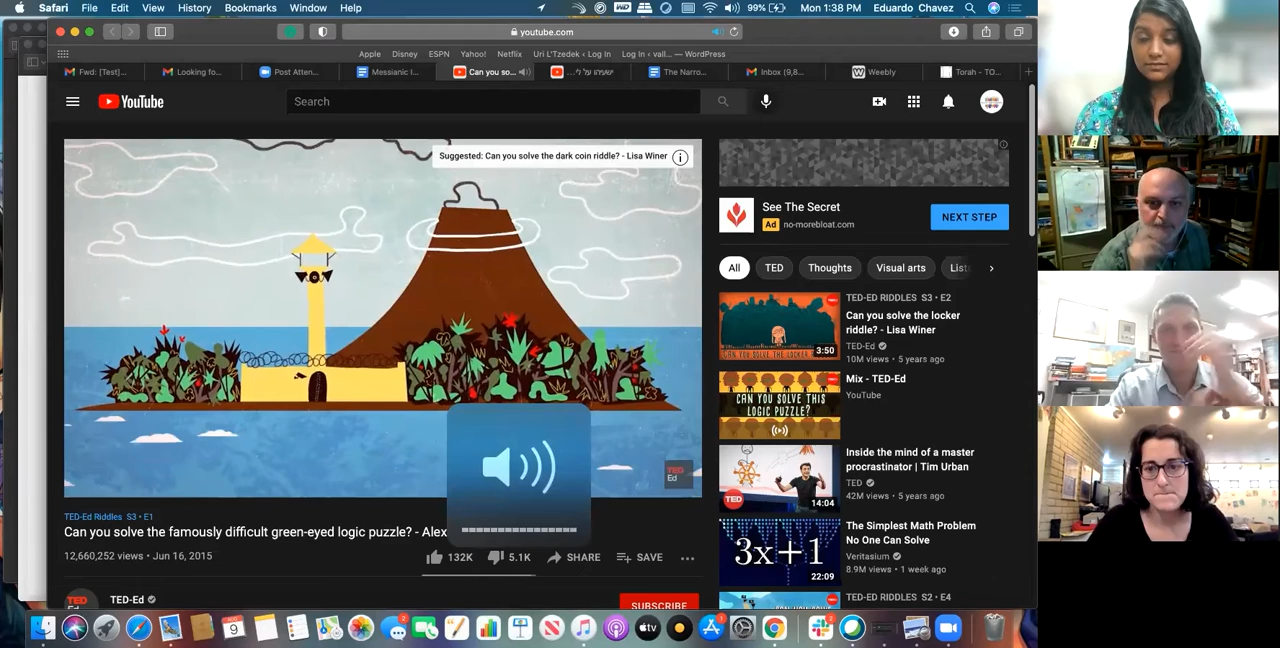 Safari File Edit View History Bookmarks Window Help
99% Mon 1:38 PM Eduardo Chavez
youtube.com
Apple Disney ESPN Yahoo! Netflix Uri L'Tzedek ‹ Log In Log In ‹ vall... — WordPress
Fwd: [Test]... Looking fo... Post Atten... Messianic I... Can you so... The Narro... Inbox (9,8... Weebly Torah - TO...
YouTube
Search
Suggested: Can you solve the dark coin riddle? - Lisa Winer
TED
Ed
TED-Ed Riddles S3 • E1
Can you solve the famously difficult green-eyed logic puzzle? - Alex
12,660,252 views • Jun 16, 2015
132K 5.1K SHARE SAVE
TED-Ed
SUBSCRIBE
See The Secret
Ad no-morebloat.com
NEXT STEP
All TED Thoughts Visual arts List
TED-ED RIDDLES S3 • E2
Can you solve the locker
riddle? - Lisa Winer
TED-Ed
10M views • 5 years ago
CAN YOU SOLVE THE LOCKER
3:50
Mix - TED-Ed
YouTube
CAN YOU SOLVE THIS
LOGIC PUZZLE?
Inside the mind of a master
procrastinator | Tim Urban
TED
42M views • 5 years ago
TED
14:04
The Simplest Math Problem
No One Can Solve
Veritasium
8.9M views • 1 week ago
3x+1
22:09
TED-ED RIDDLES S2 • E4
AUG
9
tv